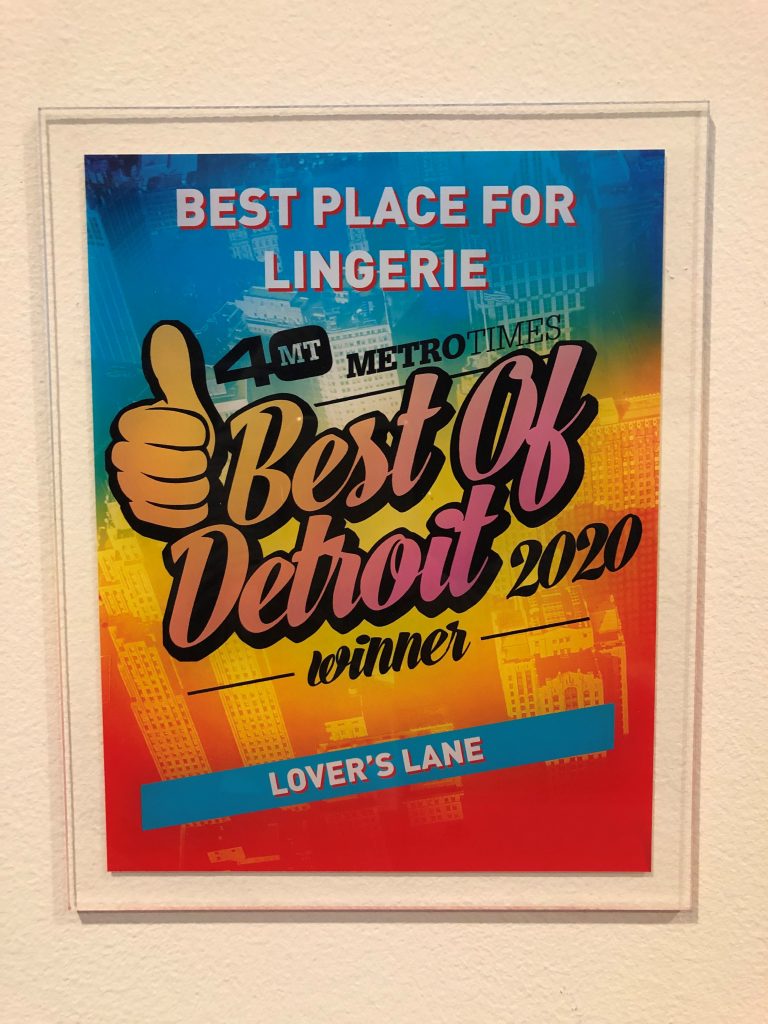 BEST PLACE FOR
LINGERIE
40 MT METROTIMES
Best Of
Detroit 2020
winner
LOVER'S LANE